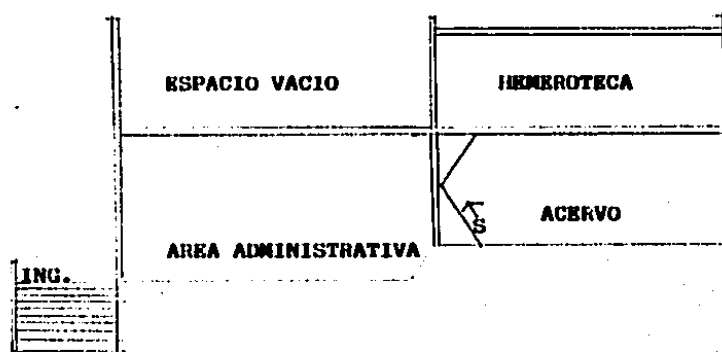 ESPACIO VACIO
HEMEROTECA
S
ACERVO
AREA ADMINISTRATIVA
ING.